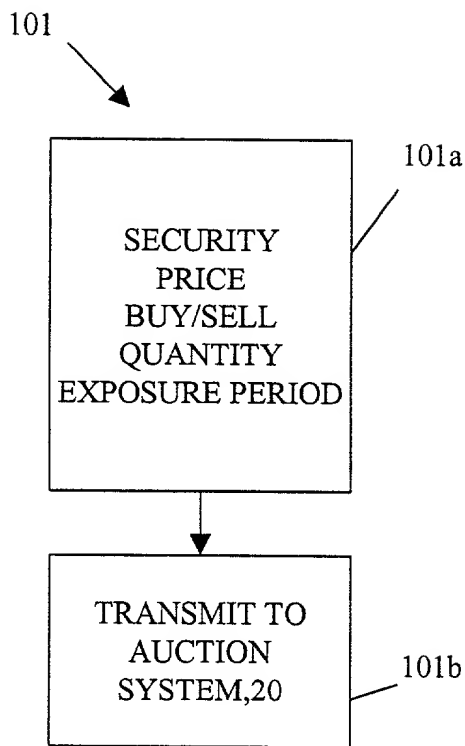 101
101a
SECURITY
PRICE
BUY/SELL
QUANTITY
EXPOSURE PERIOD
TRANSMIT TO
AUCTION
SYSTEM,20
101b